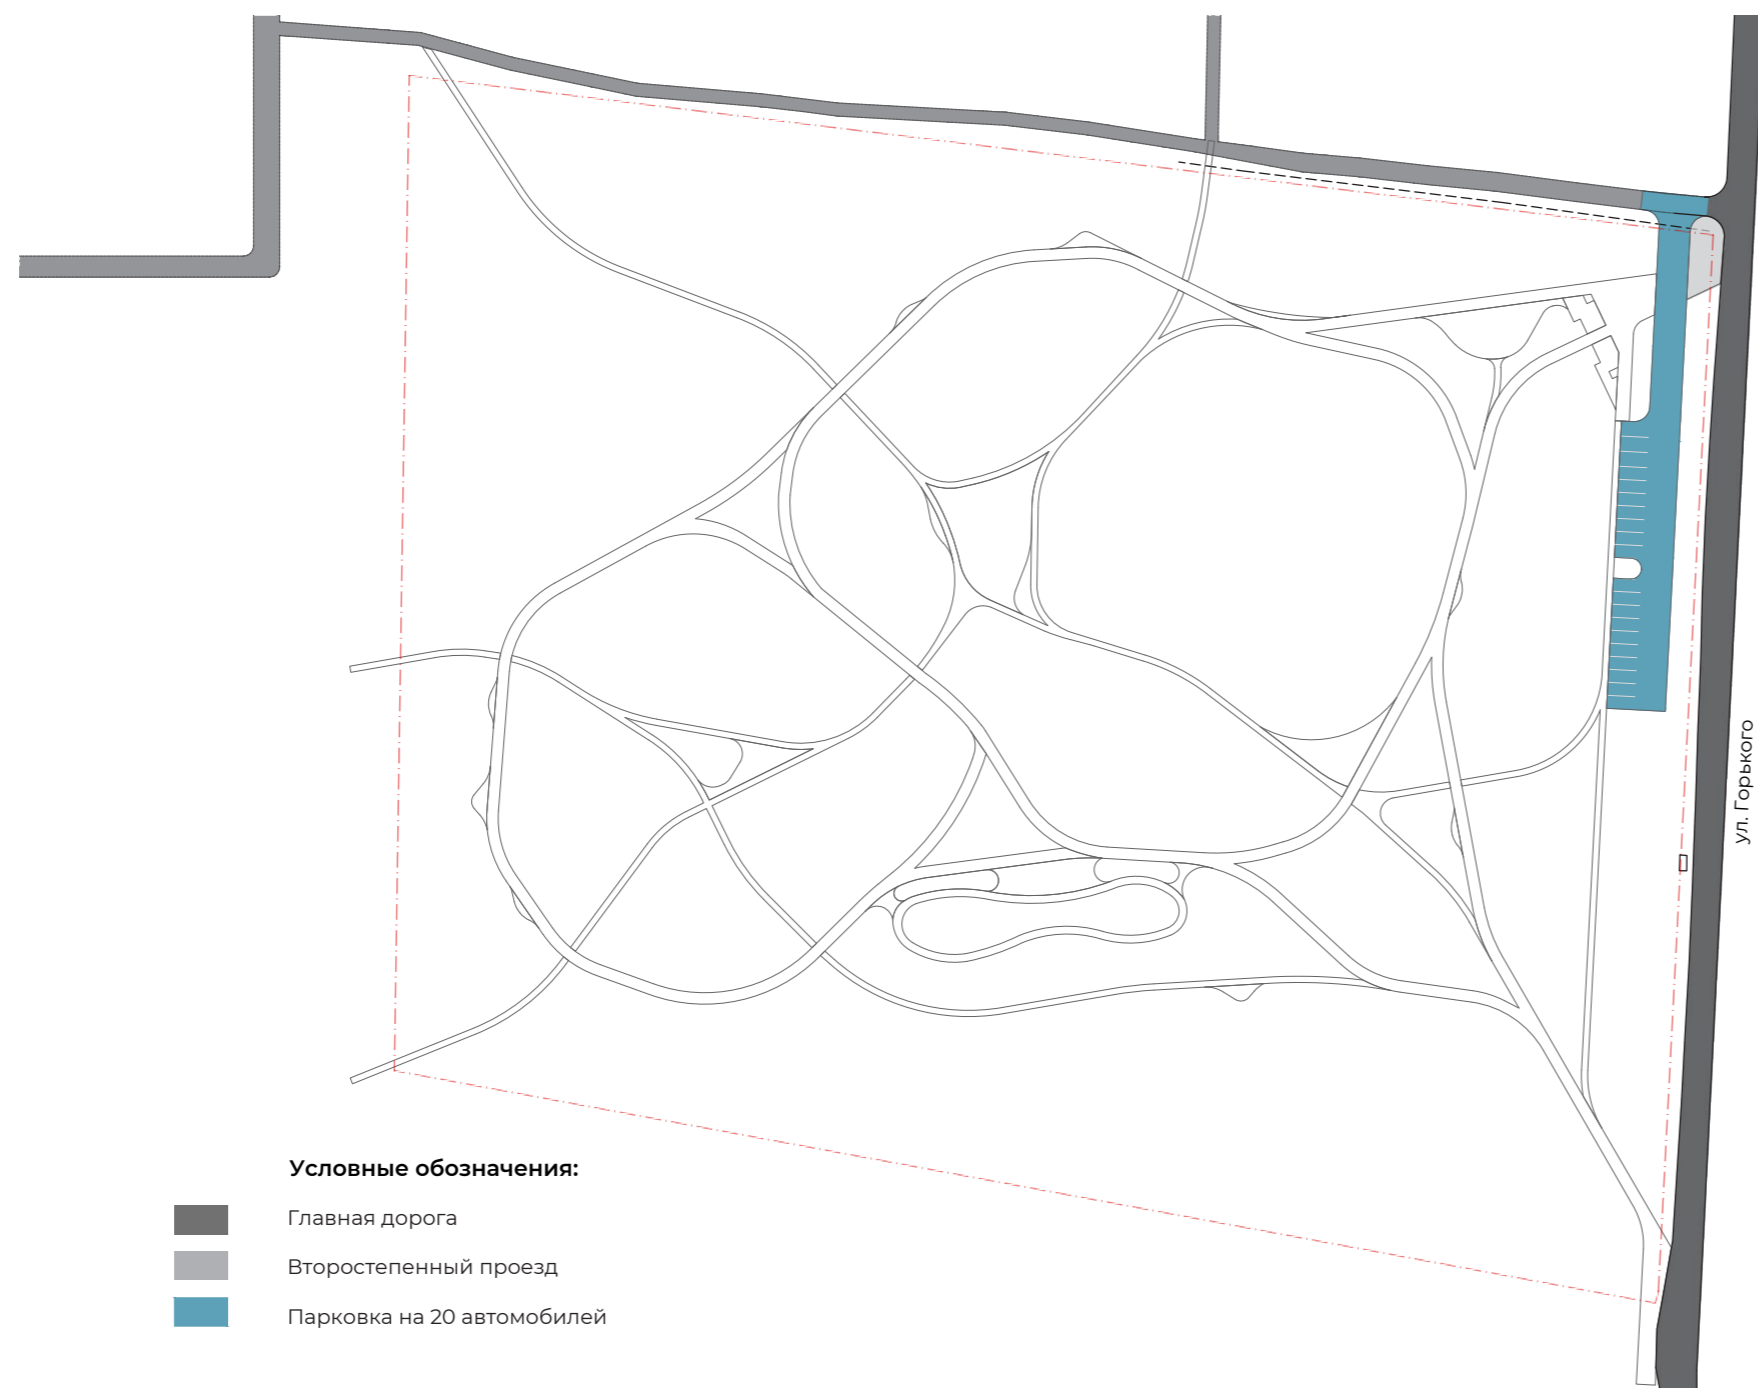 ул. Горького
Условные обозначения:
Главная дорога
Второстепенный проезд
Парковка на 20 автомобилей